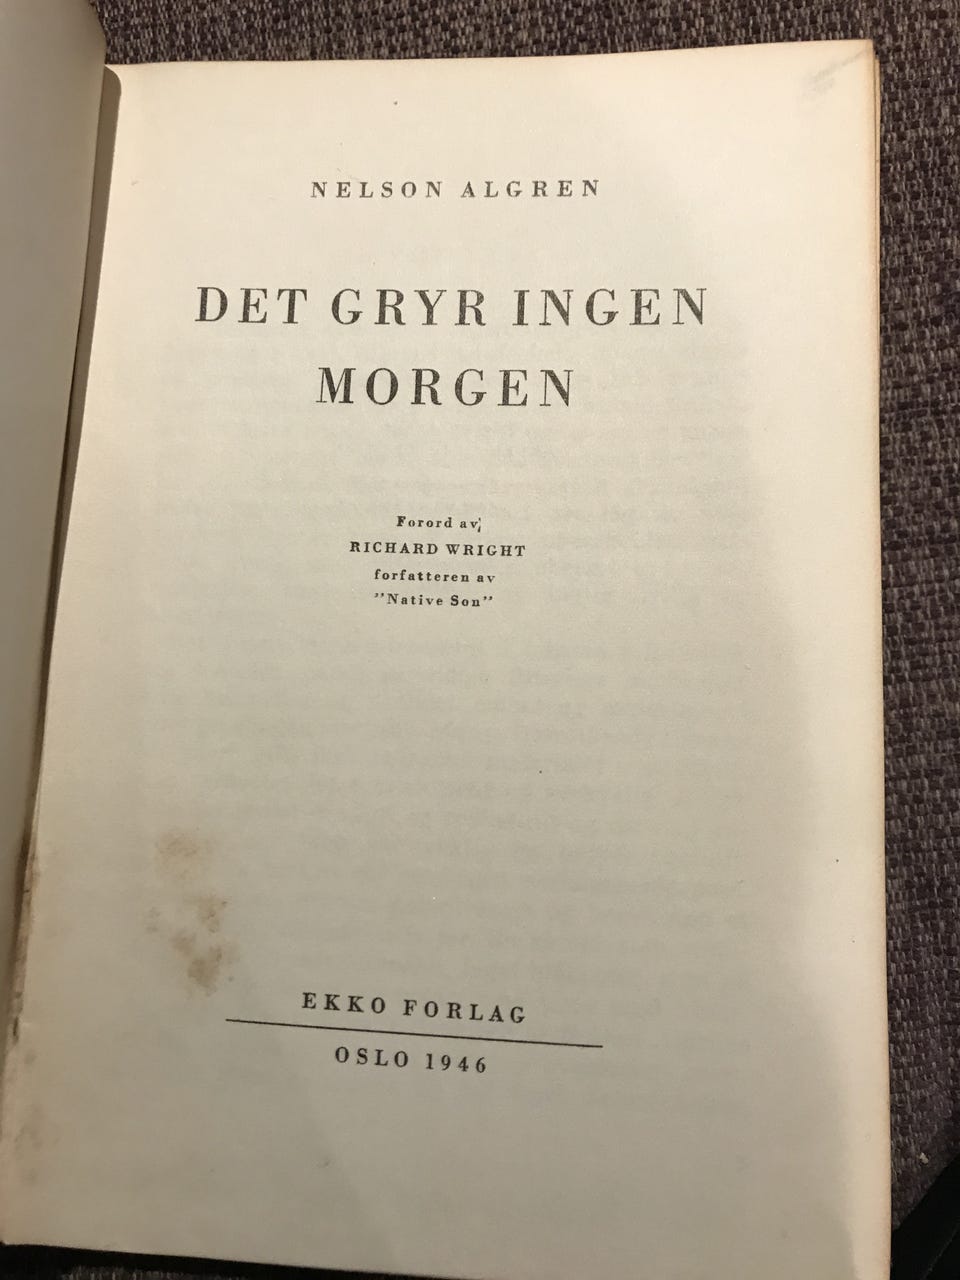 NELSON ALGREN
DET GRYR INGEN
MORGEN
Forord av
RICHARD WRIGHT
forfatteren av
”Native Son”
EKKO FORLAG
OSLO 1946